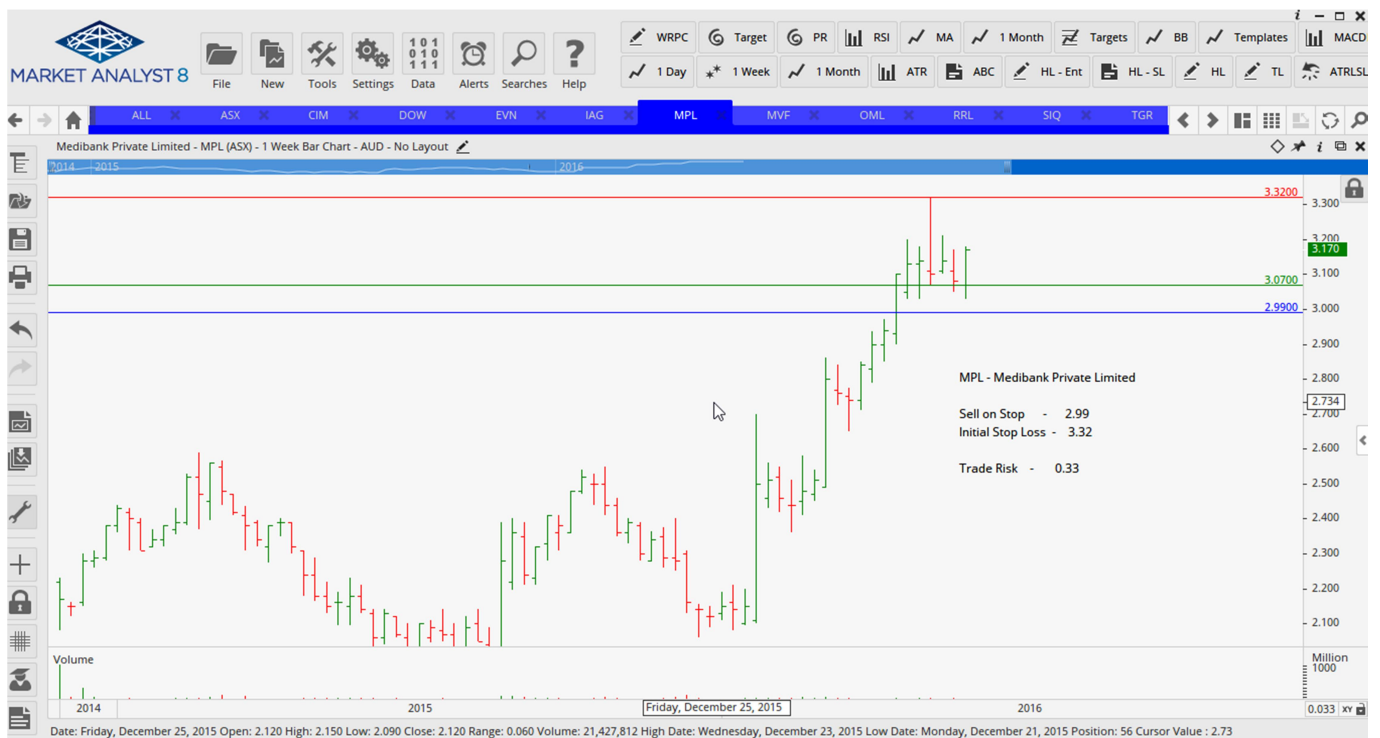 i
WRPC Target PR RSI MA 1 Month Targets BB Templates MACD
MARKET ANALYST 8
1 Day 1 Week 1 Month ATR ABC HL - Ent HL - SL HL TL ATRLSL
101
010
111
File New Tools Settings Data Alerts Searches Help
ALL ASX CIM DOW EVN IAG MPL MVF OML RRL SIQ TGR
Medibank Private Limited - MPL (ASX) - 1 Week Bar Chart - AUD - No Layout
2014 2015 2016
3.3200
3.300
3.200
3.170
3.100
3.0700
2.9900
3.000
2.900
2.800
2.734
2.700
2.600
2.500
2.400
2.300
2.200
2.100
MPL - Medibank Private Limited
Sell on Stop - 2.99
Initial Stop Loss - 3.32
Trade Risk - 0.33
Volume
Million
1000
2014 2015 Friday, December 25, 2015 2016 0.033 XY
Date: Friday, December 25, 2015 Open: 2.120 High: 2.150 Low: 2.090 Close: 2.120 Range: 0.060 Volume: 21,427,812 High Date: Wednesday, December 23, 2015 Low Date: Monday, December 21, 2015 Position: 56 Cursor Value : 2.73